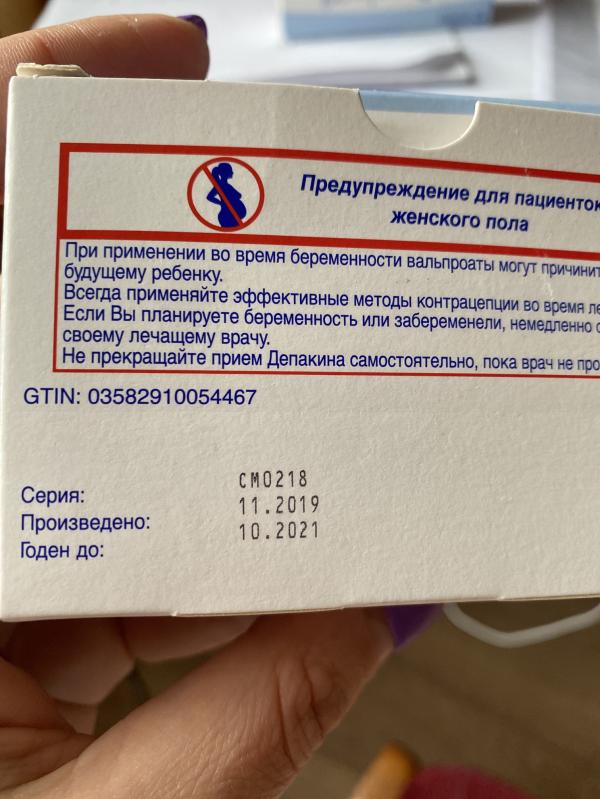 Предупреждение для пациенток
женского пола
При применении во время беременности вальпроаты могут причинит
будущему ребенку.
Всегда применяйте эффективные методы контрацепции во время ле
Если Вы планируете беременность или забеременели, немедленно о
своему лечащему врачу.
Не прекращайте прием Депакина самостоятельно, пока врач не про
GTIN: 03582910054467
Серия: CM0218
Произведено: 11.2019
Годен до: 10.2021